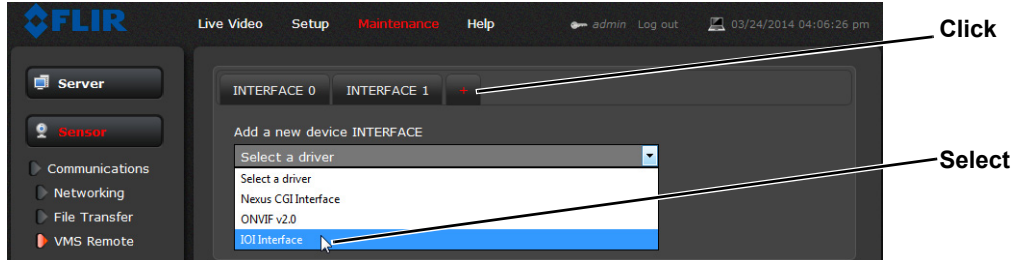 FLIR
Live Video Setup Maintenance Help admin Log out 03/24/2014 04:06:26 pm
Click
Server
INTERFACE 0 INTERFACE 1 +
Sensor
Add a new device INTERFACE
Select a driver
Select
Communications
Select a driver
Networking
Nexus CGI Interface
File Transfer
ONVIF v2.0
VMS Remote
IOI Interface